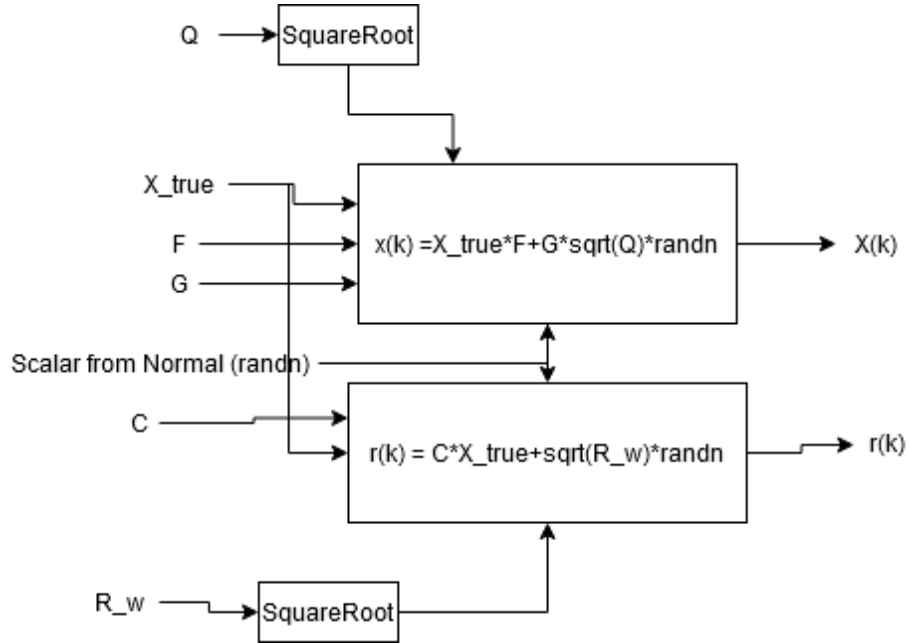 Q
SquareRoot
X_true
F
G
x(k) =X_true*F+G*sqrt(Q)*randn
X(k)
Scalar from Normal (randn)
C
r(k) = C*X_true+sqrt(R_w)*randn
r(k)
R_w
SquareRoot